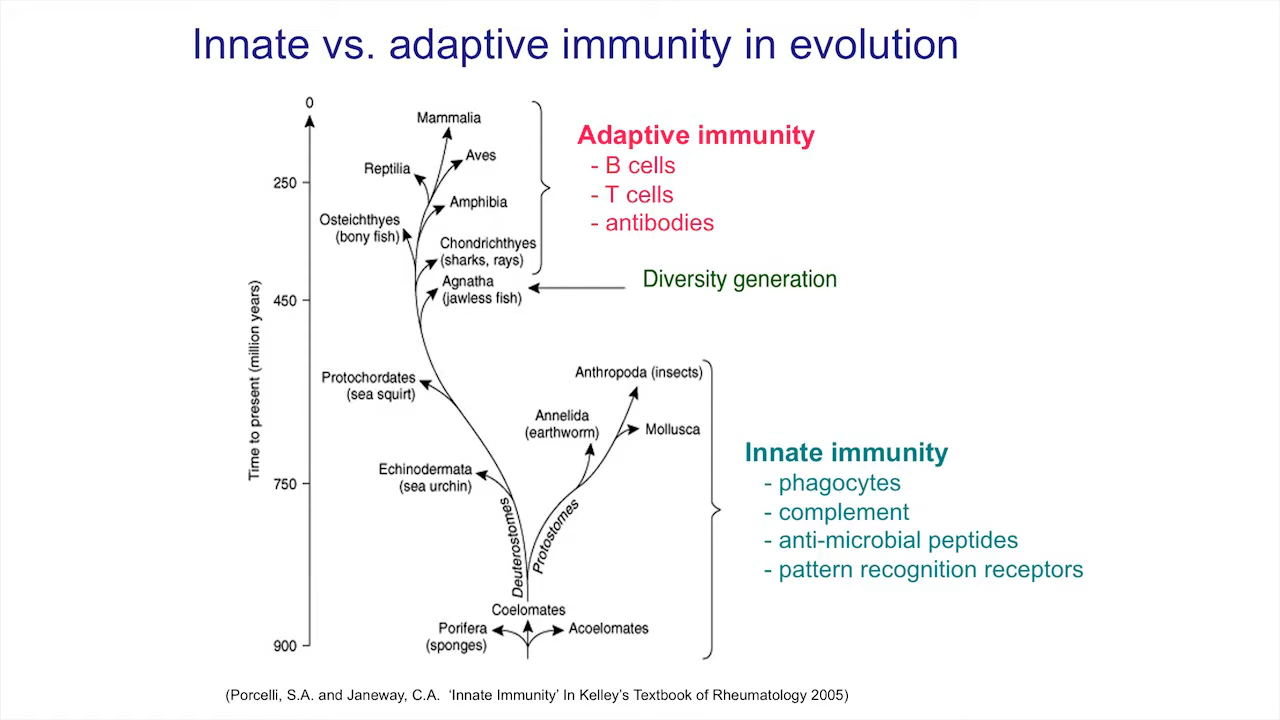 Innate vs. adaptive immunity in evolution
0
Mammalia
Aves
Reptilia
250
Amphibia
Osteichthyes
(bony fish)
Chondrichthyes
(sharks, rays)
Agnatha
(jawless fish)
450
Adaptive immunity
- B cells
- T cells
- antibodies
Diversity generation
Time to present (million years)
Protochordates
(sea squirt)
Anthropoda (insects)
Annelida
(earthworm)
Mollusca
Echinodermata
(sea urchin)
750
Deuterostomes
Protostomes
Innate immunity
- phagocytes
- complement
- anti-microbial peptides
- pattern recognition receptors
Coelomates
Porifera
(sponges)
Acoelomates
900
(Porcelli, S.A. and Janeway, C.A. ‘Innate Immunity’ In Kelley’s Textbook of Rheumatology 2005)